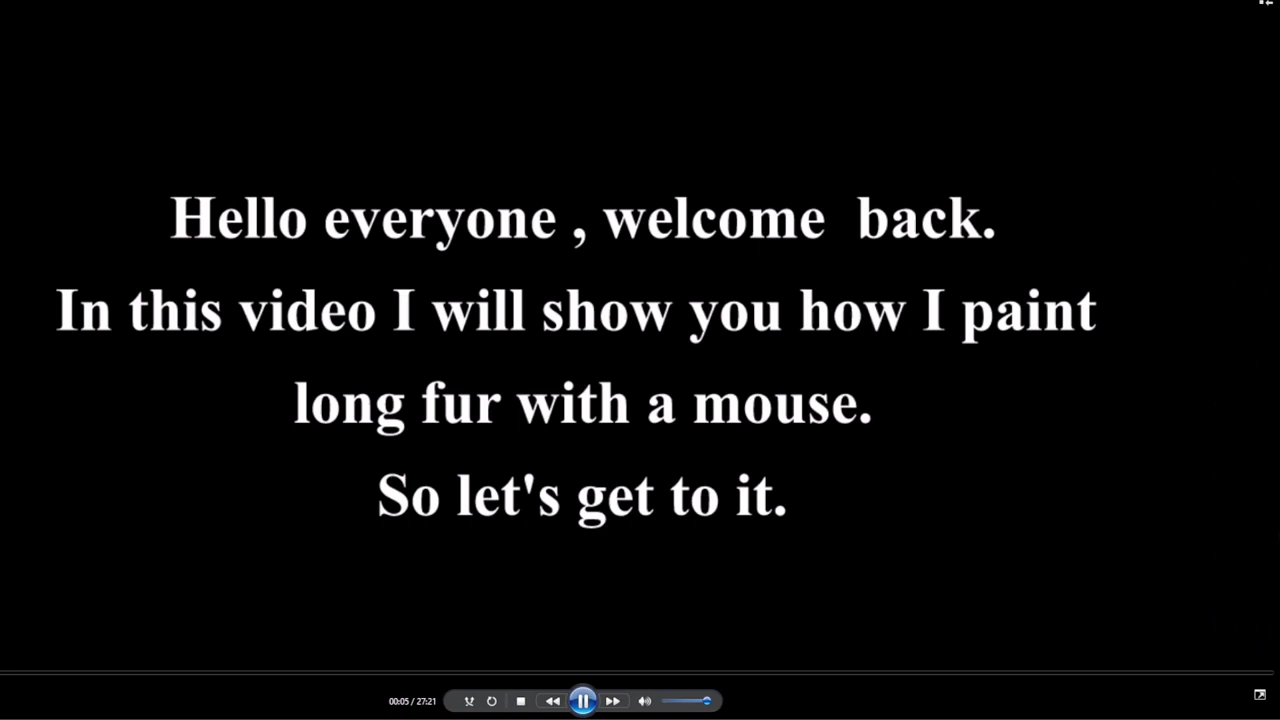 Hello everyone , welcome  back.
In this video I will show you how I paint
long fur with a mouse.
So let's get to it.
00:05 / 27:21